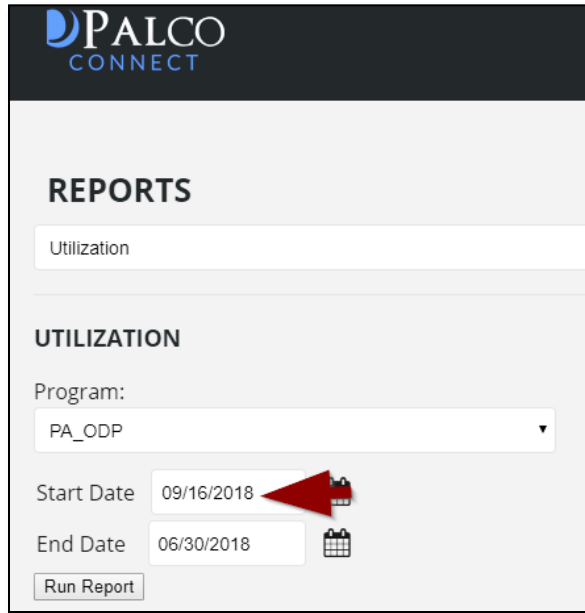 PALCO
CONNECT
REPORTS
Utilization
UTILIZATION
Program:
PA_ODP
Start Date 09/16/2018
End Date 06/30/2018
Run Report